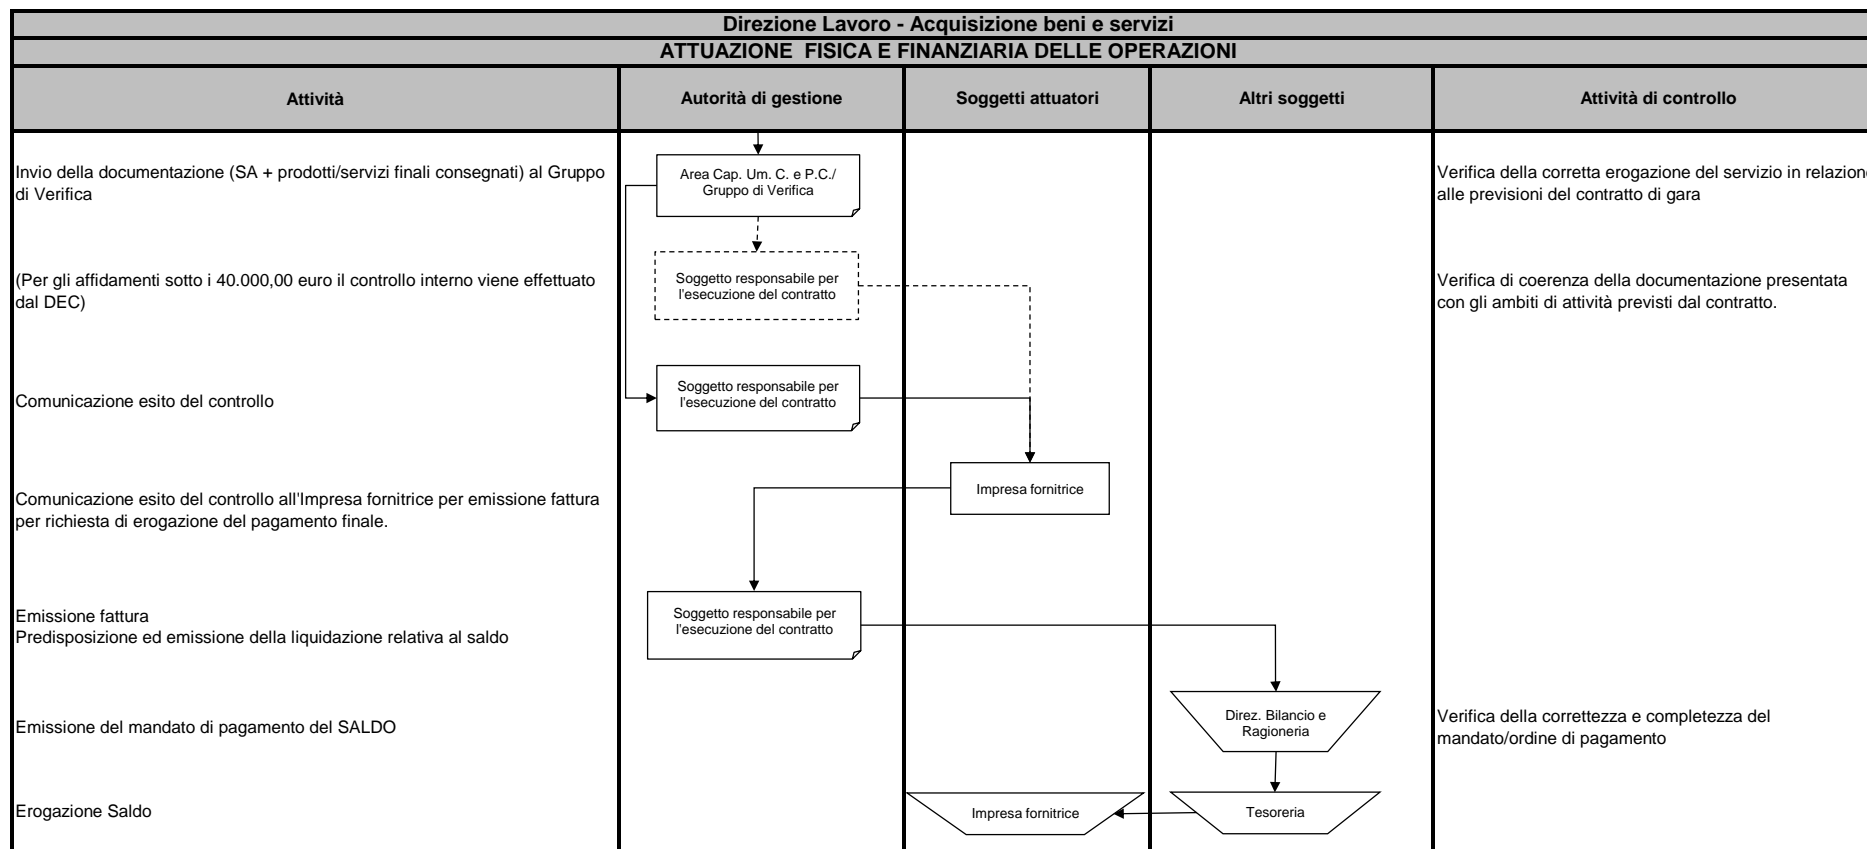 Direzione Lavoro - Acquisizione beni e servizi
ATTUAZIONE FISICA E FINANZIARIA DELLE OPERAZIONI
Attività
Autorità di gestione
Soggetti attuatori
Altri soggetti
Attività di controllo
Invio della documentazione (SA + prodotti/servizi finali consegnati) al Gruppo
di Verifica
Area Cap. Um. C. e P.C./
Gruppo di Verifica
Verifica della corretta erogazione del servizio in relazione
alle previsioni del contratto di gara
(Per gli affidamenti sotto i 40.000,00 euro il controllo interno viene effettuato
dal DEC)
Soggetto responsabile per
l'esecuzione del contratto
Verifica di coerenza della documentazione presentata
con gli ambiti di attività previsti dal contratto.
Comunicazione esito del controllo
Soggetto responsabile per
l'esecuzione del contratto
Comunicazione esito del controllo all'Impresa fornitrice per emissione fattura
per richiesta di erogazione del pagamento finale.
Impresa fornitrice
Emissione fattura
Predisposizione ed emissione della liquidazione relativa al saldo
Soggetto responsabile per
l'esecuzione del contratto
Emissione del mandato di pagamento del SALDO
Direz. Bilancio e
Ragioneria
Verifica della correttezza e completezza del
mandato/ordine di pagamento
Erogazione Saldo
Impresa fornitrice
Tesoreria